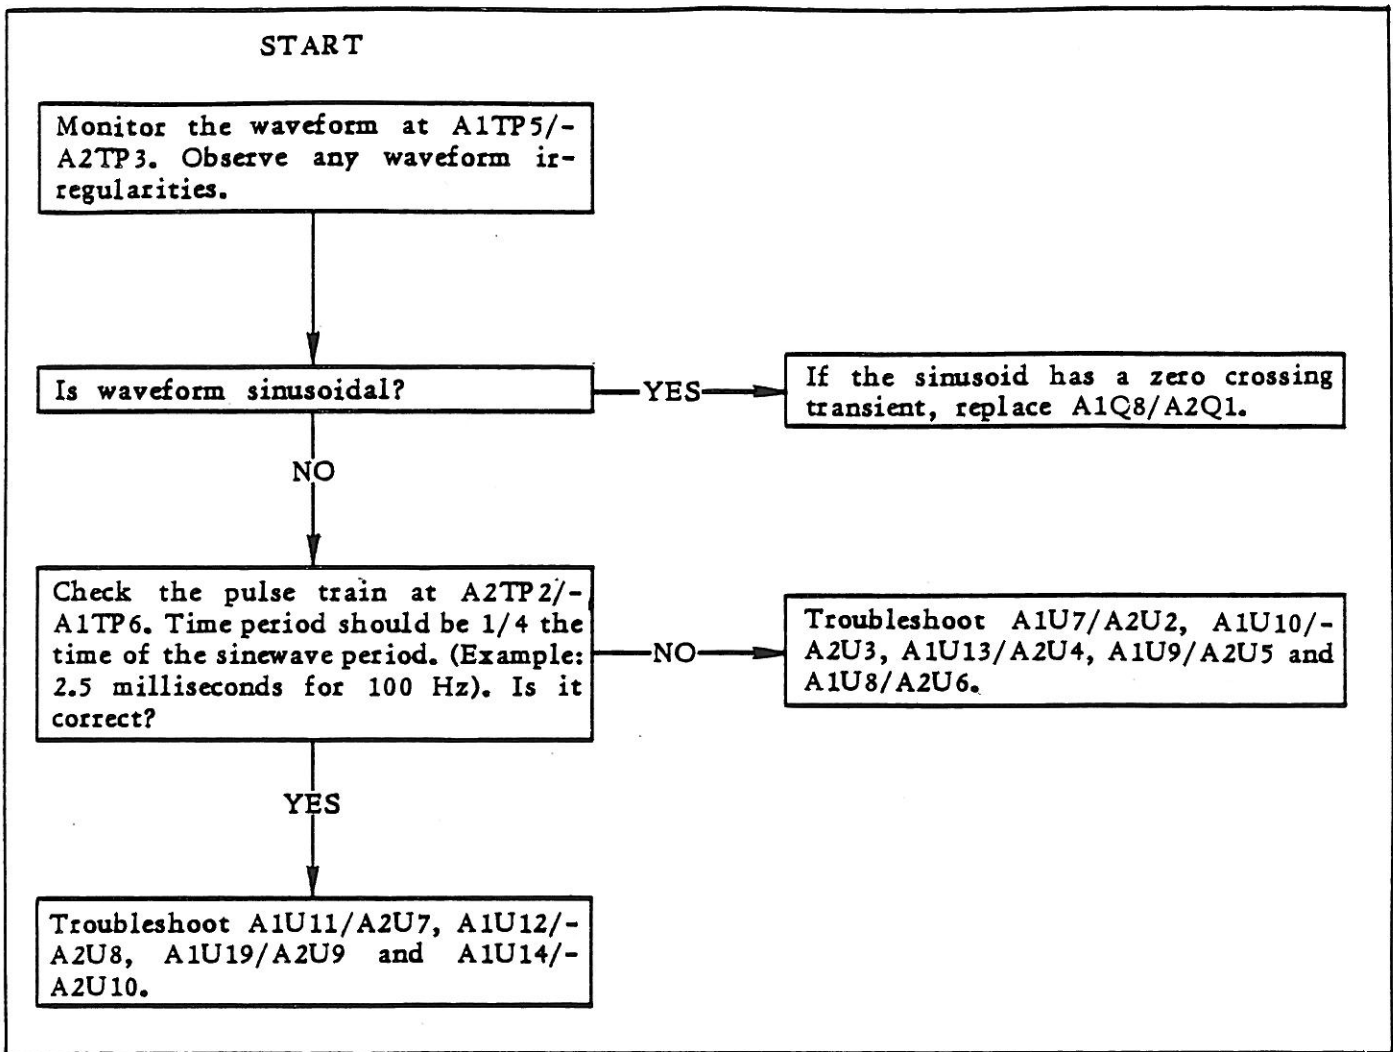 START
Monitor the waveform at A1TP5/-
A2TP3. Observe any waveform ir-
regularities.
Is waveform sinusoidal?
YES
If the sinusoid has a zero crossing
transient, replace A1Q8/A2Q1.
NO
Check the pulse train at A2TP2/-
A1TP6. Time period should be 1/4 the
time of the sinewave period. (Example:
2.5 milliseconds for 100 Hz). Is it
correct?
NO
Troubleshoot A1U7/A2U2, A1U10/-
A2U3, A1U13/A2U4, A1U9/A2U5 and
A1U8/A2U6.
YES
Troubleshoot A1U11/A2U7, A1U12/-
A2U8, A1U19/A2U9 and A1U14/-
A2U10.